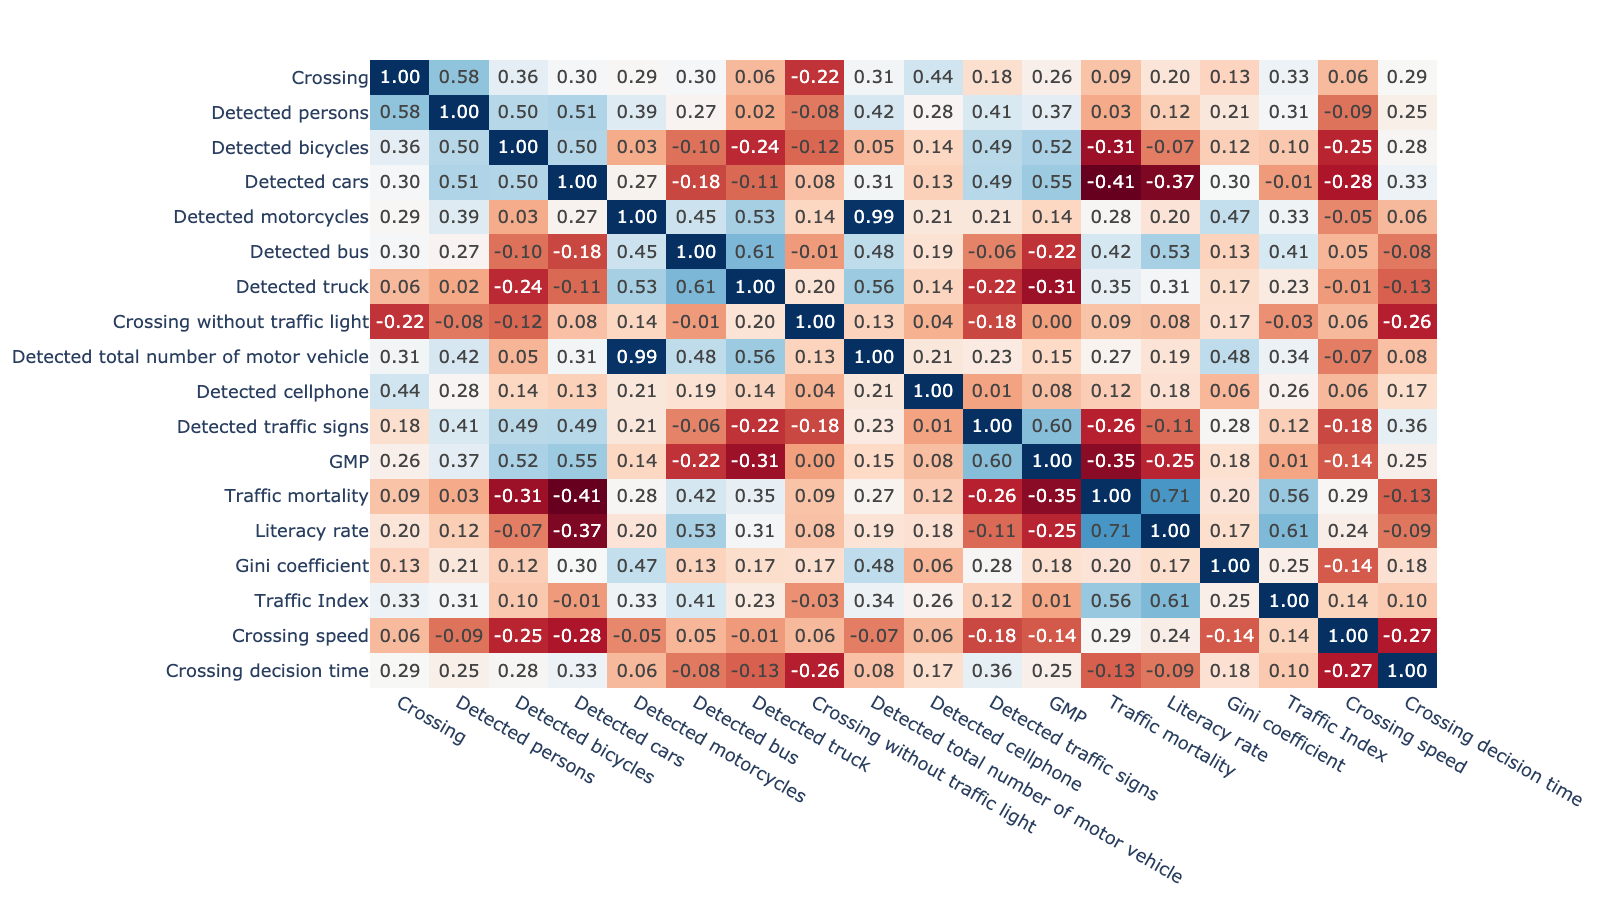 Crossing 1.00 0.58 0.36 0.30 0.29 0.30 0.06 -0.22 0.31 0.44 0.18 0.26 0.09 0.20 0.13 0.33 0.06 0.29
Detected persons 0.58 1.00 0.50 0.51 0.39 0.27 0.02 -0.08 0.42 0.28 0.41 0.37 0.03 0.12 0.21 0.31 -0.09 0.25
Detected bicycles 0.36 0.50 1.00 0.50 0.03 -0.10 -0.24 -0.12 0.05 0.14 0.49 0.52 -0.31 -0.07 0.12 0.10 -0.25 0.28
Detected cars 0.30 0.51 0.50 1.00 0.27 -0.18 -0.11 0.08 0.31 0.13 0.49 0.55 -0.41 -0.37 0.30 -0.01 -0.28 0.33
Detected motorcycles 0.29 0.39 0.03 0.27 1.00 0.45 0.53 0.14 0.99 0.21 0.21 0.14 0.28 0.20 0.47 0.33 -0.05 0.06
Detected bus 0.30 0.27 -0.10 -0.18 0.45 1.00 0.61 -0.01 0.48 0.19 -0.06 -0.22 0.42 0.53 0.13 0.41 0.05 -0.08
Detected truck 0.06 0.02 -0.24 -0.11 0.53 0.61 1.00 0.20 0.56 0.14 -0.22 -0.31 0.35 0.31 0.17 0.23 -0.01 -0.13
Crossing without traffic light -0.22 -0.08 -0.12 0.08 0.14 -0.01 0.20 1.00 0.13 0.04 -0.18 0.00 0.09 0.08 0.17 -0.03 0.06 -0.26
Detected total number of motor vehicle 0.31 0.42 0.05 0.31 0.99 0.48 0.56 0.13 1.00 0.21 0.23 0.15 0.27 0.19 0.48 0.34 -0.07 0.08
Detected cellphone 0.44 0.28 0.14 0.13 0.21 0.19 0.14 0.04 0.21 1.00 0.01 0.08 0.12 0.18 0.06 0.26 0.06 0.17
Detected traffic signs 0.18 0.41 0.49 0.49 0.21 -0.06 -0.22 -0.18 0.23 0.01 1.00 0.60 -0.26 -0.11 0.28 0.12 -0.18 0.36
GMP 0.26 0.37 0.52 0.55 0.14 -0.22 -0.31 0.00 0.15 0.08 0.60 1.00 -0.35 -0.25 0.18 0.01 -0.14 0.25
Traffic mortality 0.09 0.03 -0.31 -0.41 0.28 0.42 0.35 0.09 0.27 0.12 -0.26 -0.35 1.00 0.71 0.20 0.56 0.29 -0.13
Literacy rate 0.20 0.12 -0.07 -0.37 0.20 0.53 0.31 0.08 0.19 0.18 -0.11 -0.25 0.71 1.00 0.17 0.61 0.24 -0.09
Gini coefficient 0.13 0.21 0.12 0.30 0.47 0.13 0.17 0.17 0.48 0.06 0.28 0.18 0.20 0.17 1.00 0.25 -0.14 0.18
Traffic Index 0.33 0.31 0.10 -0.01 0.33 0.41 0.23 -0.03 0.34 0.26 0.12 0.01 0.56 0.61 0.25 1.00 0.14 0.10
Crossing speed 0.06 -0.09 -0.25 -0.28 -0.05 0.05 -0.01 0.06 -0.07 0.06 -0.18 -0.14 0.29 0.24 -0.14 0.14 1.00 -0.27
Crossing decision time 0.29 0.25 0.28 0.33 0.06 -0.08 -0.13 -0.26 0.08 0.17 0.36 0.25 -0.13 -0.09 0.18 0.10 -0.27 1.00
Crossing
Detected persons
Detected bicycles
Detected cars
Detected motorcycles
Detected bus
Detected truck
Crossing without traffic light
Detected total number of motor vehicle
Detected cellphone
Detected traffic signs
GMP
Traffic mortality
Literacy rate
Gini coefficient
Traffic Index
Crossing speed
Crossing decision time